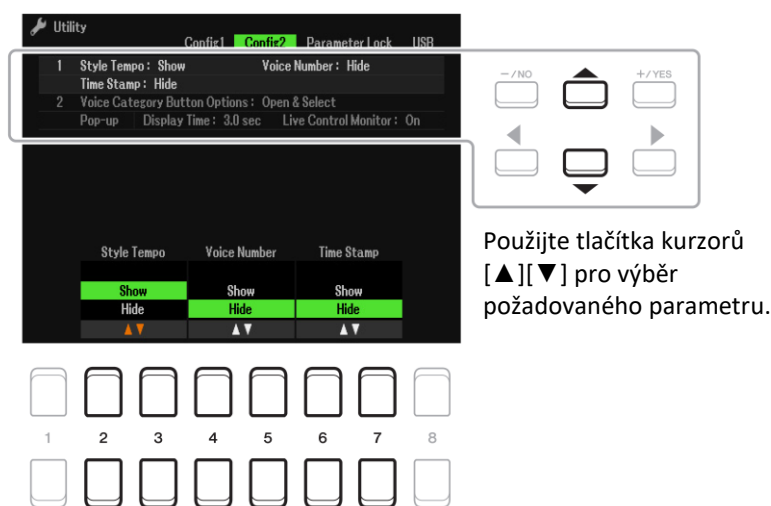 Utility
Config1 Config2 Parameter Lock USB
1 Style Tempo : Show Voice Number : Hide
Time Stamp : Hide
2 Voice Category Button Options : Open & Select
Pop-up Display Time : 3.0 sec Live Control Monitor : On
-/NO +/YES
Style Tempo Voice Number Time Stamp
Show Show Show
Hide Hide Hide
Použijte tlačítka kurzorů
[▲][▼] pro výběr
požadovaného parametru.
1 2 3 4 5 6 7 8